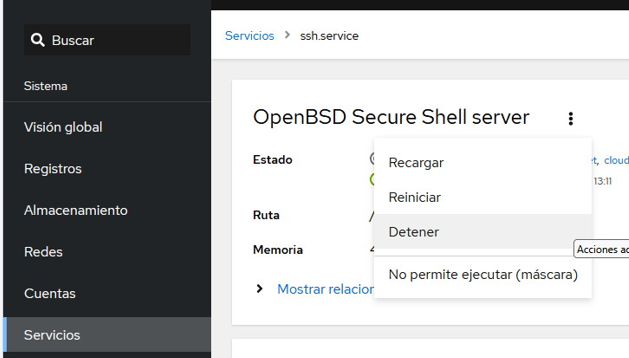 Buscar
Sistema
Visión global
Registros
Almacenamiento
Redes
Cuentas
Servicios
Servicios > ssh.service
OpenBSD Secure Shell server
Estado
cloud
13:11
Ruta
Memoria
Mostrar relacion
Recargar
Reiniciar
Detener
No permite ejecutar (máscara)
Acciones ac